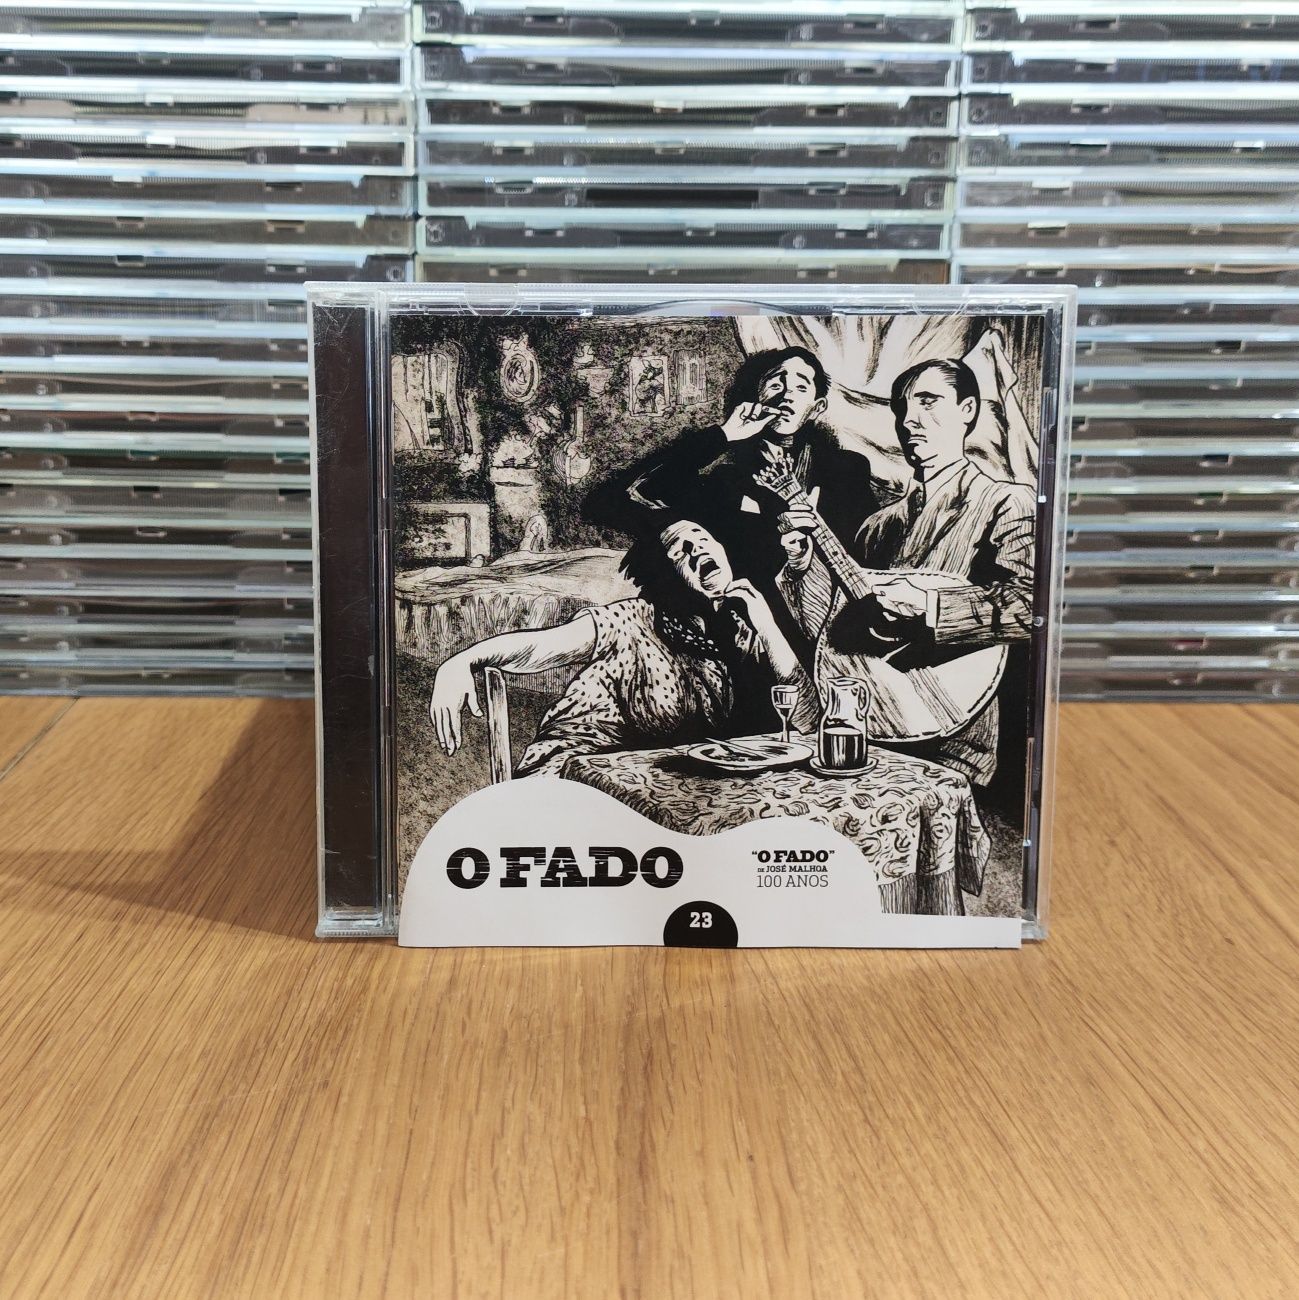 O FADO
"O FADO"
DE JOSÉ MALHOA
100 ANOS
23